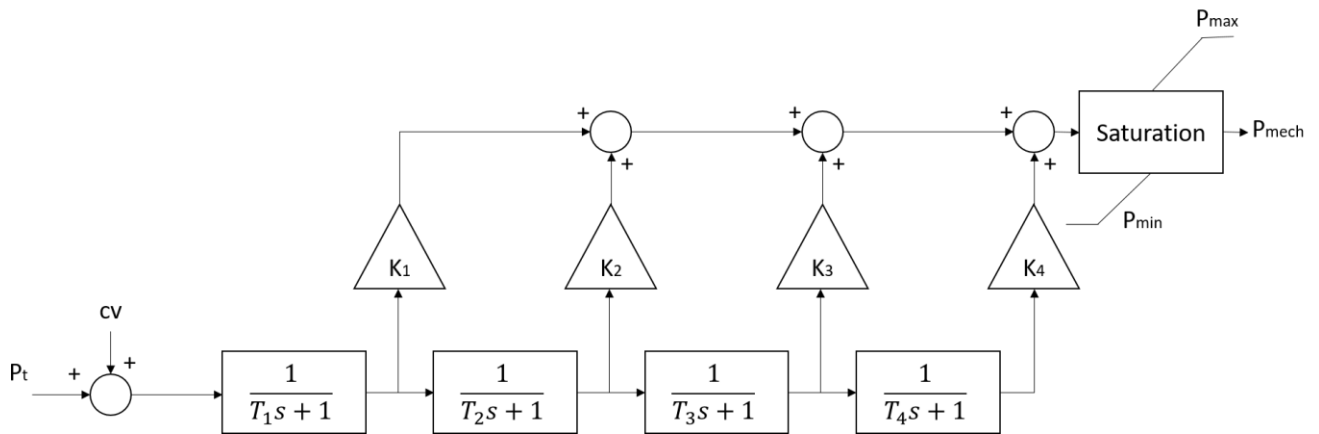 Pmax
+ + +
Saturation
Pmech
+ + +
Pmin
K1 K2 K3 K4
cv
Pt + +
1 1 1 1
T1s + 1 T2s + 1 T3s + 1 T4s + 1